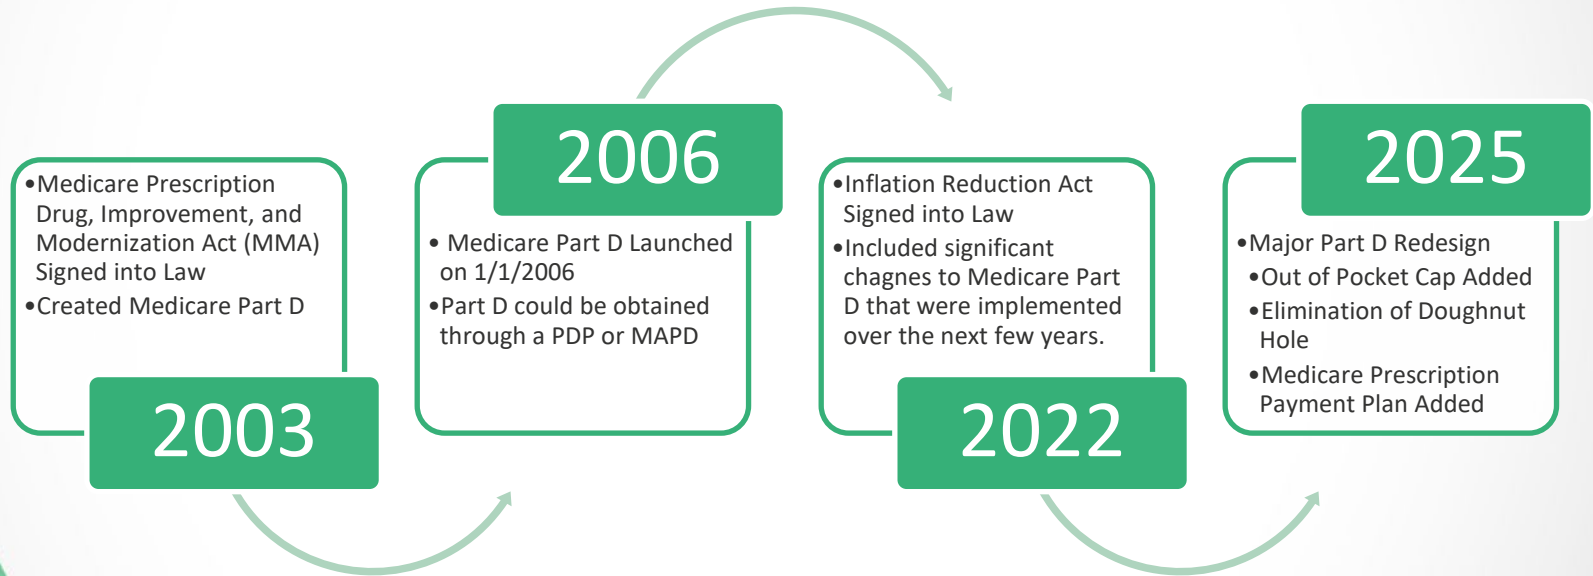 •Medicare Prescription
Drug, Improvement, and
Modernization Act (MMA)
Signed into Law
•Created Medicare Part D
2003
2006
• Medicare Part D Launched
on 1/1/2006
•Part D could be obtained
through a PDP or MAPD
•Inflation Reduction Act
Signed into Law
•Included significant
chagnes to Medicare Part
D that were implemented
over the next few years.
2022
2025
•Major Part D Redesign
•Out of Pocket Cap Added
•Elimination of Doughnut
Hole
•Medicare Prescription
Payment Plan Added